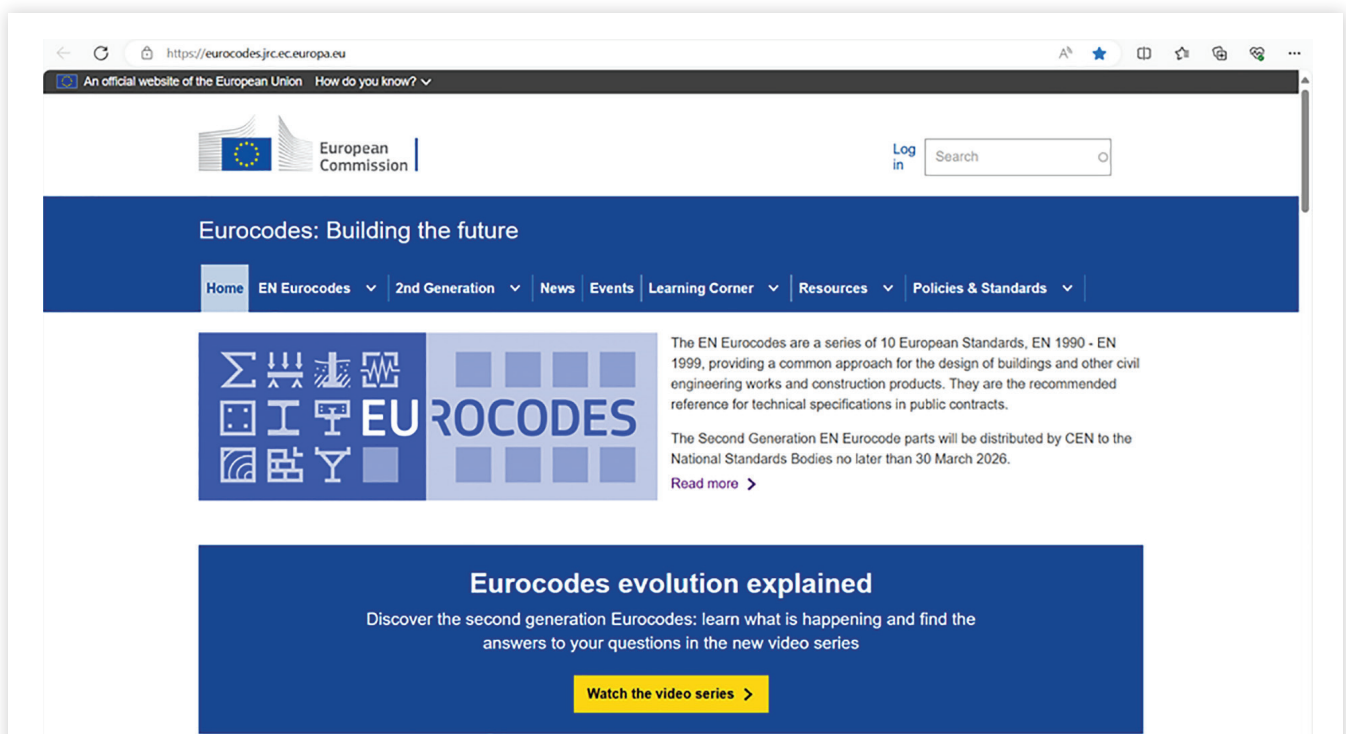 https://eurocodes.jrc.ec.europa.eu
An official website of the European Union How do you know?
European
Commission
Log
in
Search
Eurocodes: Building the future
Home EN Eurocodes 2nd Generation News Events Learning Corner Resources Policies & Standards
EUROCODES
The EN Eurocodes are a series of 10 European Standards, EN 1990 - EN
1999, providing a common approach for the design of buildings and other civil
engineering works and construction products. They are the recommended
reference for technical specifications in public contracts.
The Second Generation EN Eurocode parts will be distributed by CEN to the
National Standards Bodies no later than 30 March 2026.
Read more
Eurocodes evolution explained
Discover the second generation Eurocodes: learn what is happening and find the
answers to your questions in the new video series
Watch the video series